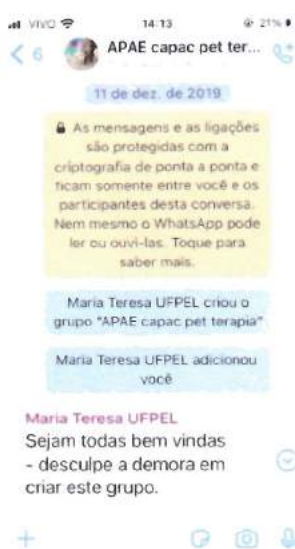 VIVO 14:13 21%
6 APAE capac pet ter...
11 de dez. de 2019
As mensagens e as ligações
são protegidas com a
criptografia de ponta a ponta e
ficam somente entre você e os
participantes desta conversa.
Nem mesmo o WhatsApp pode
ler ou ouvi-las. Toque para
saber mais.
Maria Teresa UFPEL criou o
grupo "APAE capac pet terapia"
Maria Teresa UFPEL adicionou
você
Maria Teresa UFPEL
Sejam todas bem vindas
- desculpe a demora em
criar este grupo.